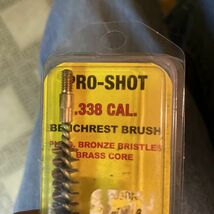 PRO-SHOT
.338 CAL.
BENCHREST BRUSH
BRONZE BRISTLES
BRASS CORE